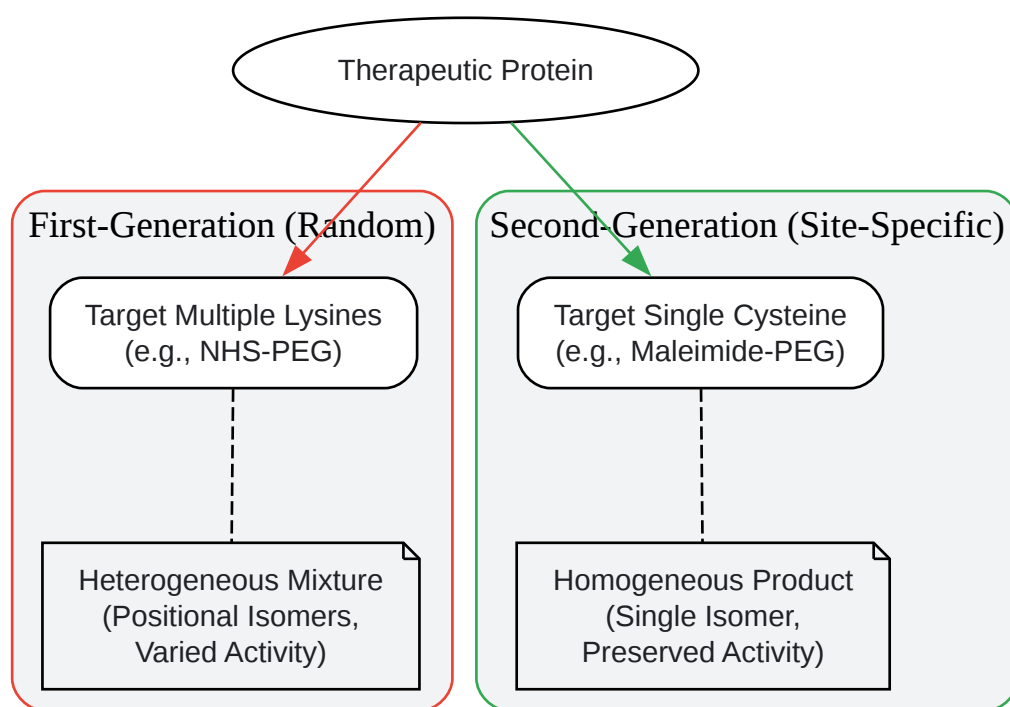 Therapeutic Protein
First-Generation (Random)
Target Multiple Lysines
(e.g., NHS-PEG)
Heterogeneous Mixture
(Positional Isomers,
Varied Activity)
Second-Generation (Site-Specific)
Target Single Cysteine
(e.g., Maleimide-PEG)
Homogeneous Product
(Single Isomer,
Preserved Activity)